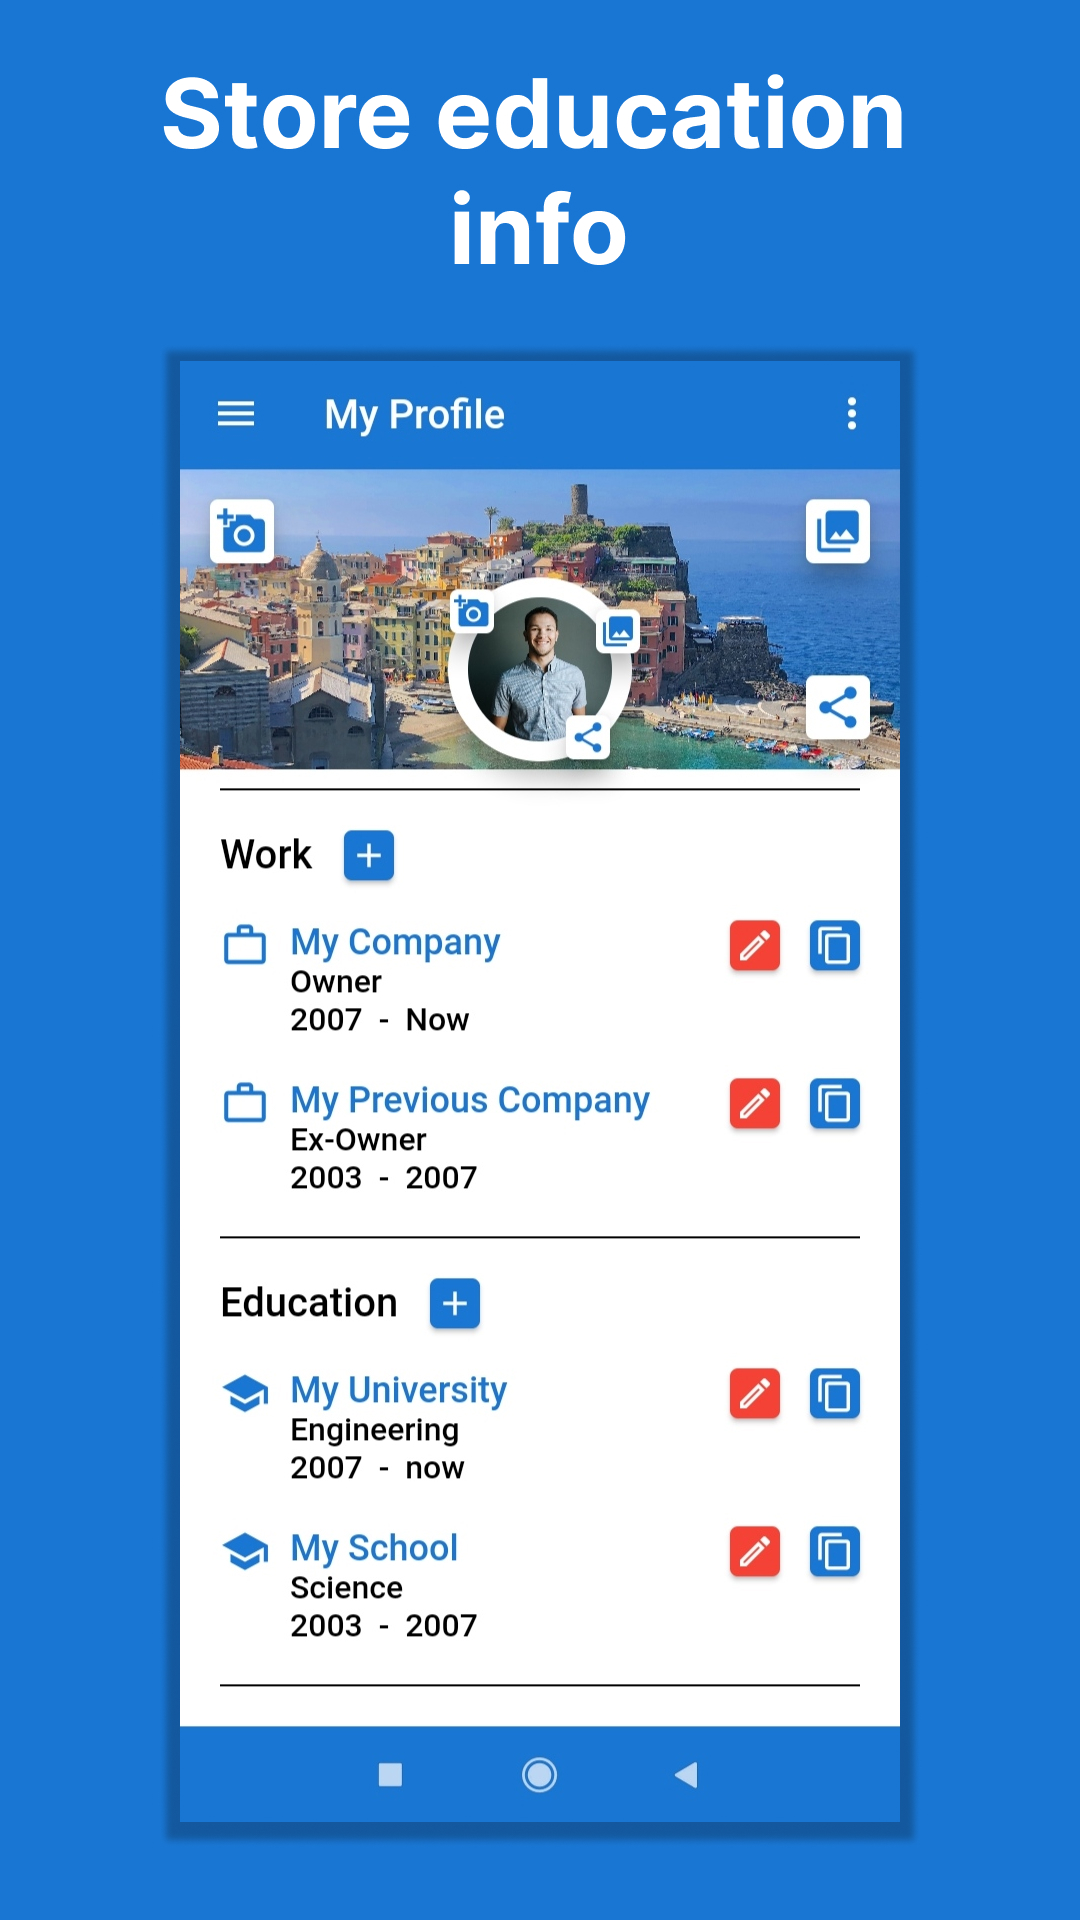 Store education
info
My Profile
Work
My Company
Owner
2007 - Now
My Previous Company
Ex-Owner
2003 - 2007
Education
My University
Engineering
2007 - now
My School
Science
2003 - 2007